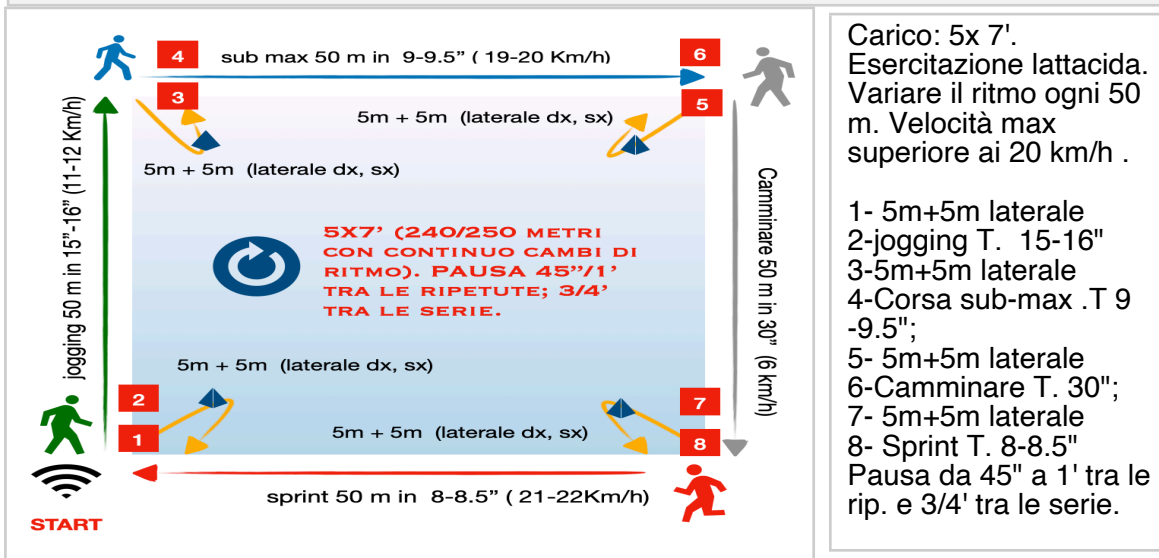 4
sub max 50 m in  9-9.5" ( 19-20 Km/h)
6
3
5
5m + 5m  (laterale dx, sx)
5m + 5m  (laterale dx, sx)
jogging 50 m in 15"-16" (11-12 Km/h)
Camminare 50 m in 30"  (6 km/h)
5X7' (240/250 METRI
CON CONTINUO CAMBI DI
RITMO). PAUSA 45"/1'
TRA LE RIPETUTE; 3/4'
TRA LE SERIE.
5m + 5m  (laterale dx, sx)
2
7
1
5m + 5m  (laterale dx, sx)
8
sprint 50 m in  8-8.5" ( 21-22Km/h)
START
Carico: 5x 7'.
Esercitazione lattacida.
Variare il ritmo ogni 50
m. Velocità max
superiore ai 20 km/h .
1- 5m+5m laterale
2-jogging T.  15-16"
3-5m+5m laterale
4-Corsa sub-max .T 9
-9.5";
5- 5m+5m laterale
6-Camminare T. 30";
7- 5m+5m laterale
8- Sprint T. 8-8.5"
Pausa da 45" a 1' tra le
rip. e 3/4' tra le serie.